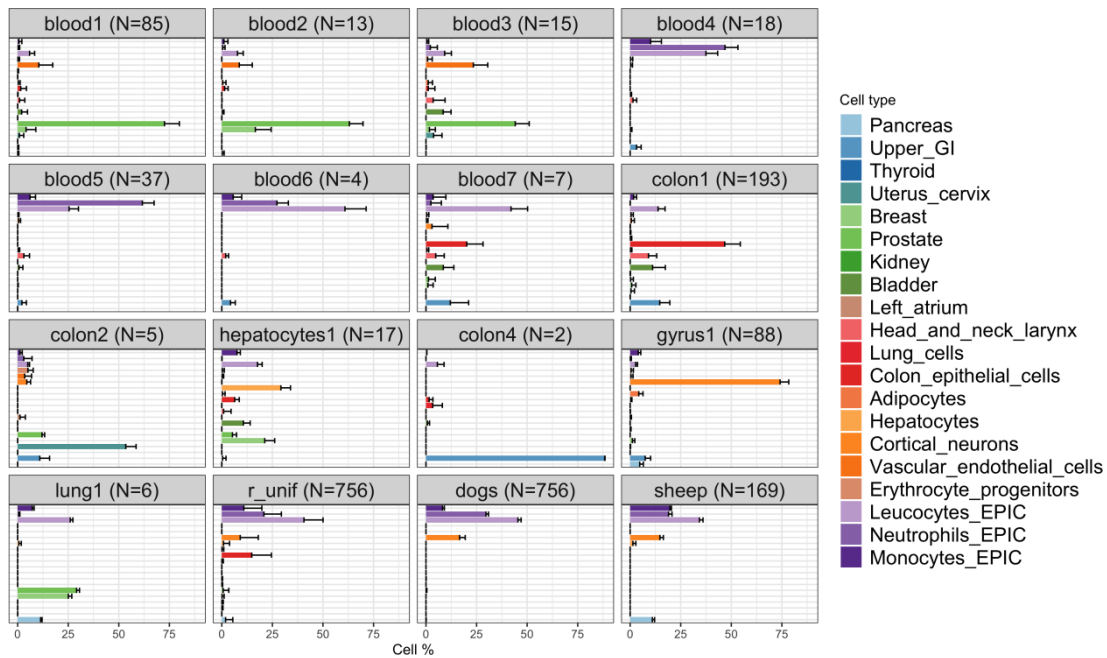 blood1 (N=85)
blood2 (N=13)
blood3 (N=15)
blood4 (N=18)
blood5 (N=37)
blood6 (N=4)
blood7 (N=7)
colon1 (N=193)
colon2 (N=5)
hepatocytes1 (N=17)
colon4 (N=2)
gyrus1 (N=88)
lung1 (N=6)
r_unif (N=756)
dogs (N=756)
sheep (N=169)
0 25 50 75 0 25 50 75 0 25 50 75 0 25 50 75
Cell %
Cell type
Pancreas
Upper_GI
Thyroid
Uterus_cervix
Breast
Prostate
Kidney
Bladder
Left_atrium
Head_and_neck_larynx
Lung_cells
Colon_epithelial_cells
Adipocytes
Hepatocytes
Cortical_neurons
Vascular_endothelial_cells
Erythrocyte_progenitors
Leucocytes_EPIC
Neutrophils_EPIC
Monocytes_EPIC